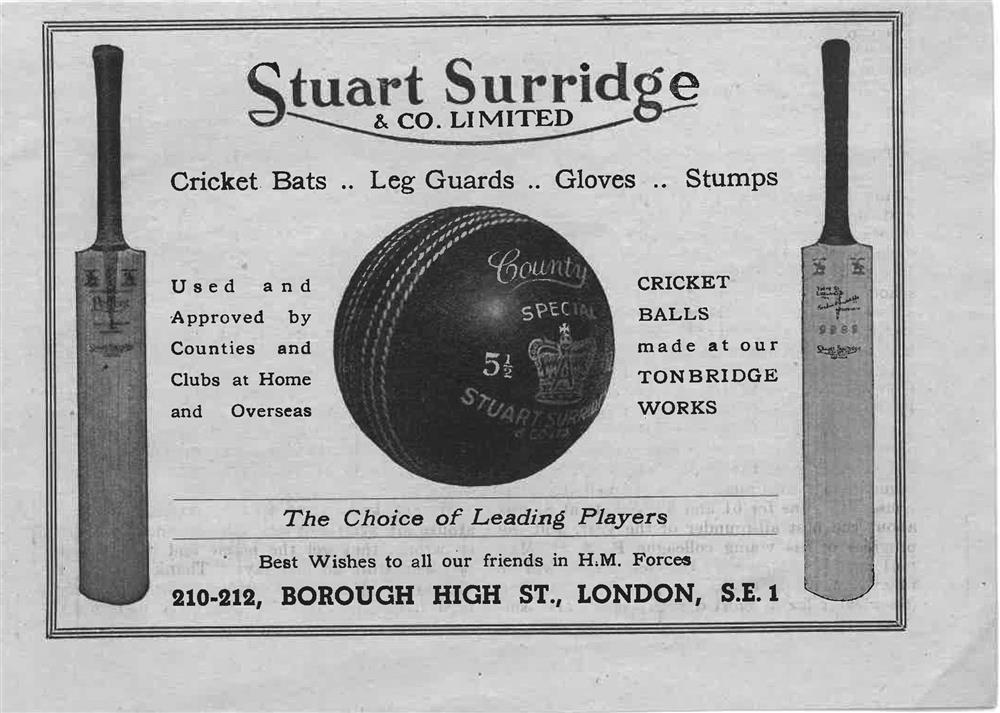 Stuart Surridge
& CO. LIMITED
Cricket Bats .. Leg Guards .. Gloves .. Stumps
Used and
Approved by
Counties and
Clubs at Home
and Overseas
County
SPECIAL
5½
STUART SURRIDGE
& CO LTD
CRICKET
BALLS
made at our
TONBRIDGE
WORKS
The Choice of Leading Players
Best Wishes to all our friends in H.M. Forces
210-212, BOROUGH HIGH ST., LONDON, S.E. 1